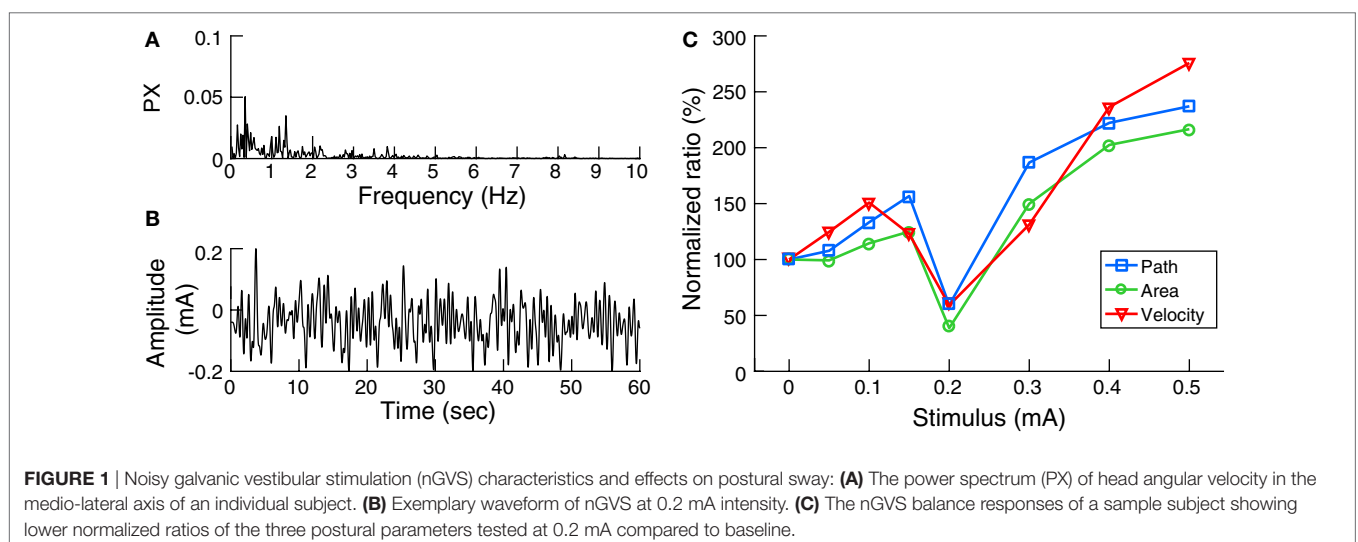 A
0.1
0.05
0
PX
0 1 2 3 4 5 6 7 8 9 10
Frequency (Hz)
B
0.2
0
-0.2
Amplitude
(mA)
0 10 20 30 40 50 60
Time (sec)
C
300
250
200
150
100
50
0
Normalized ratio (%)
Path
Area
Velocity
0 0.1 0.2 0.3 0.4 0.5
Stimulus (mA)
FIGURE 1 | Noisy galvanic vestibular stimulation (nGVS) characteristics and effects on postural sway: (A) The power spectrum (PX) of head angular velocity in the
medio-lateral axis of an individual subject. (B) Exemplary waveform of nGVS at 0.2 mA intensity. (C) The nGVS balance responses of a sample subject showing
lower normalized ratios of the three postural parameters tested at 0.2 mA compared to baseline.